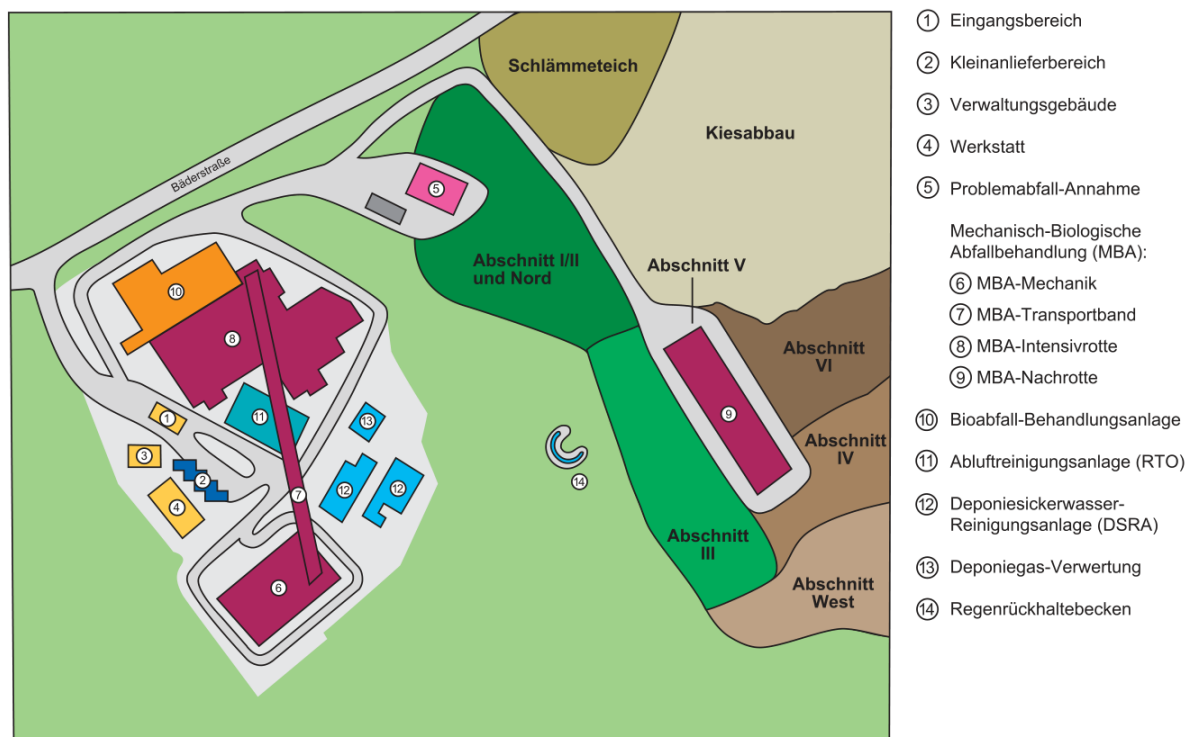 Schlämmeteich
Kiesabbau
Bäderstraße
5
Abschnitt I/II
und Nord
Abschnitt V
10
8
Abschnitt
VI
9
11
13
1
Abschnitt
IV
3
2
12
12
14
7
4
Abschnitt
III
6
Abschnitt
West
1 Eingangsbereich
2 Kleinanlieferbereich
3 Verwaltungsgebäude
4 Werkstatt
5 Problemabfall-Annahme
Mechanisch-Biologische
Abfallbehandlung (MBA):
6 MBA-Mechanik
7 MBA-Transportband
8 MBA-Intensivrotte
9 MBA-Nachrotte
10 Bioabfall-Behandlungsanlage
11 Abluftreinigungsanlage (RTO)
12 Deponiesickerwasser-
Reinigungsanlage (DSRA)
13 Deponiegas-Verwertung
14 Regenrückhaltebecken